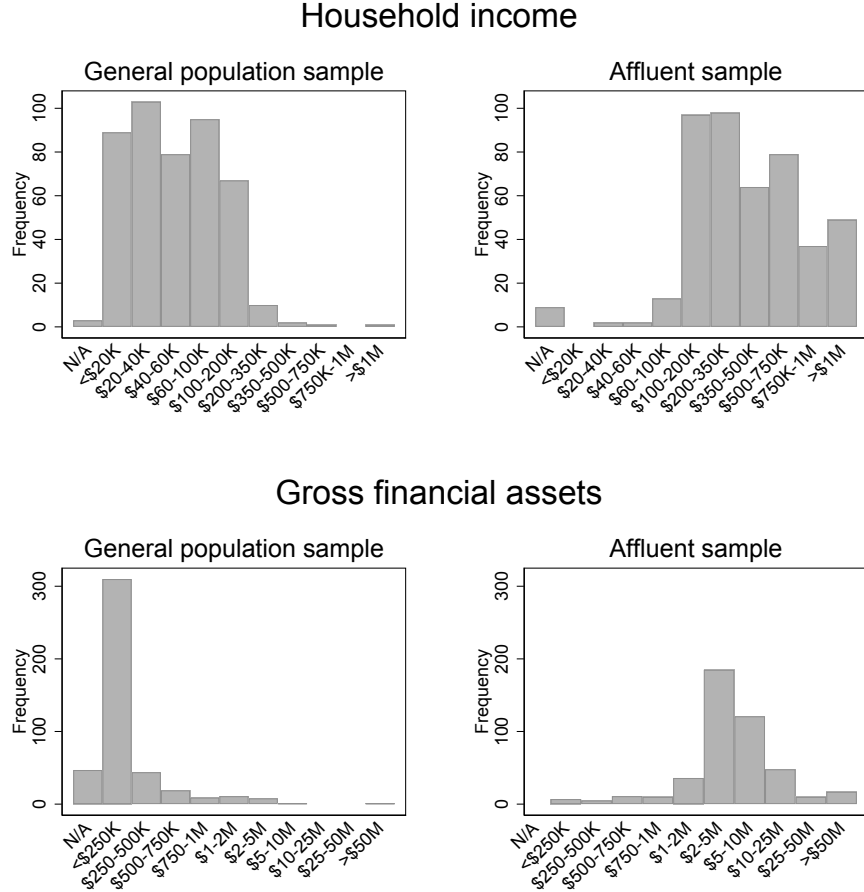 Household income
General population sample
Affluent sample
Frequency
100
80
60
40
20
0
N/A
<$20K
$20-40K
$40-60K
$60-100K
$100-200K
$200-350K
$350-500K
$500-750K
$750K-1M
>$1M
Frequency
100
80
60
40
20
0
N/A
<$20K
$20-40K
$40-60K
$60-100K
$100-200K
$200-350K
$350-500K
$500-750K
$750K-1M
>$1M
Gross financial assets
General population sample
Affluent sample
Frequency
300
200
100
0
N/A
<$250K
$250-500K
$500-750K
$750-1M
$1-2M
$2-5M
$5-10M
$10-25M
$25-50M
>$50M
Frequency
300
200
100
0
N/A
<$250K
$250-500K
$500-750K
$750-1M
$1-2M
$2-5M
$5-10M
$10-25M
$25-50M
>$50M